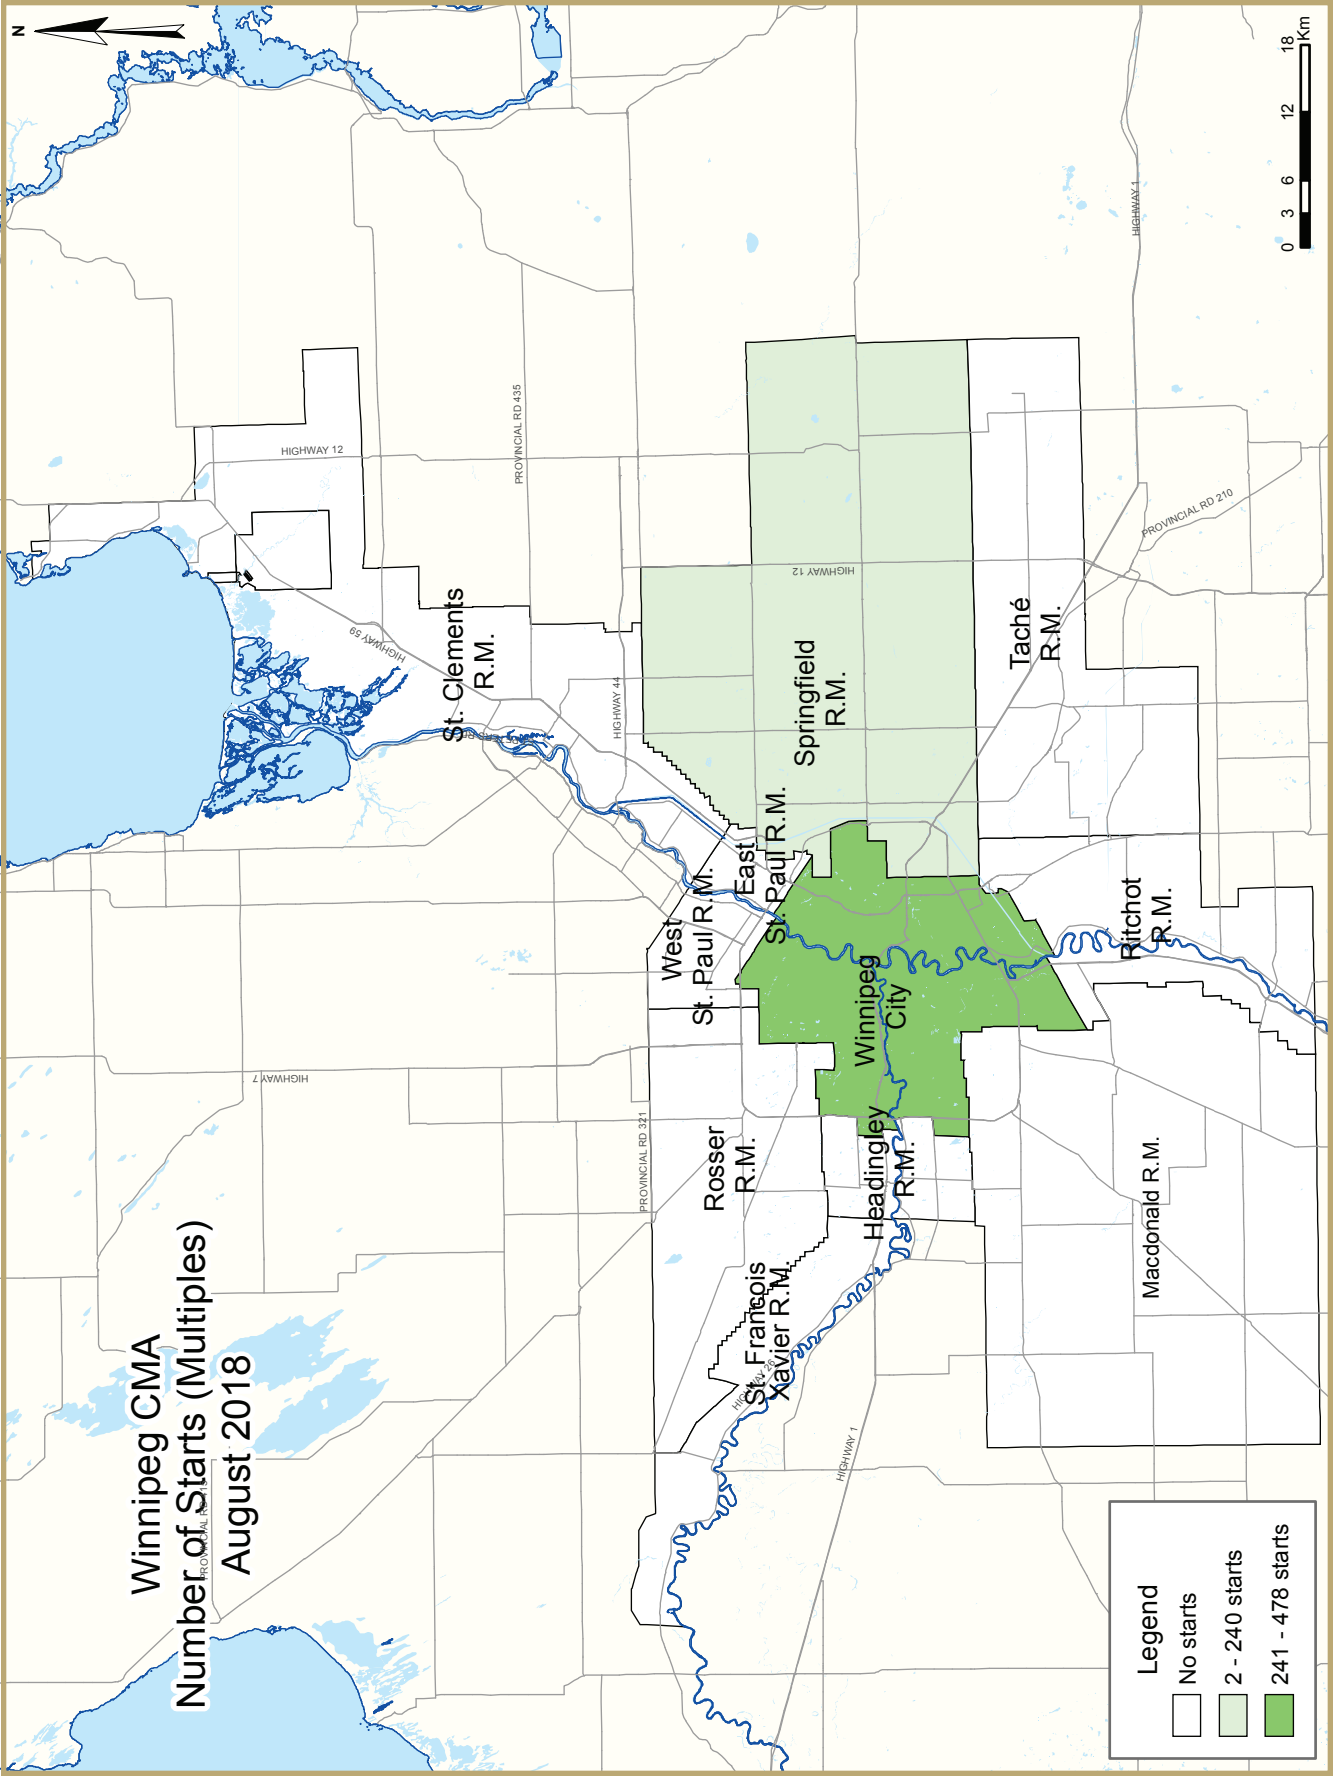 Winnipeg CMA
Number of Starts (Multiples)
August 2018
N
HIGHWAY 12
PROVINCIAL RD 435
HIGHWAY 59
St. Clements
R.M.
HIGHWAY 44
HIGHWAY 7
PROVINCIAL RD 321
West
St. Paul R.M.
East
St. Paul R.M.
Rosser
R.M.
Springfield
R.M.
HIGHWAY 12
St. Francois
Xavier R.M.
HIGHWAY 26
Winnipeg
City
Headingley
R.M.
HIGHWAY 1
Taché
R.M.
HIGHWAY 1
PROVINCIAL RD 210
Ritchot
R.M.
Macdonald R.M.
Legend
No starts
2 - 240 starts
241 - 478 starts
0 3 6 12 18
Km